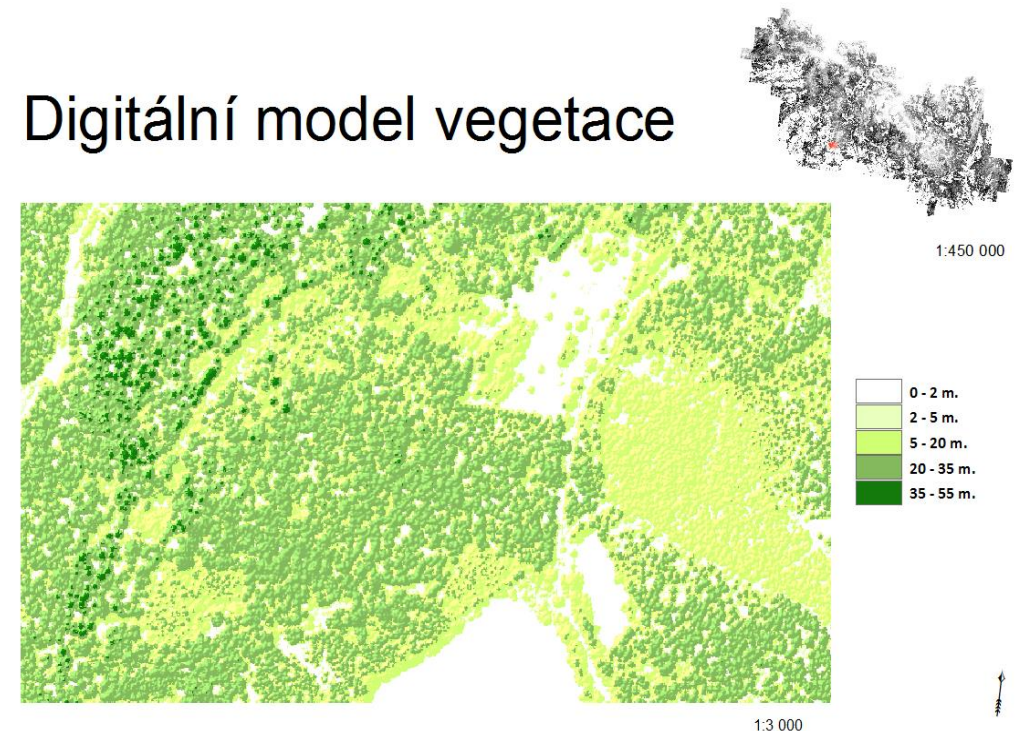 Digitální model vegetace
1:450 000
0 - 2 m.
2 - 5 m.
5 - 20 m.
20 - 35 m.
35 - 55 m.
1:3 000